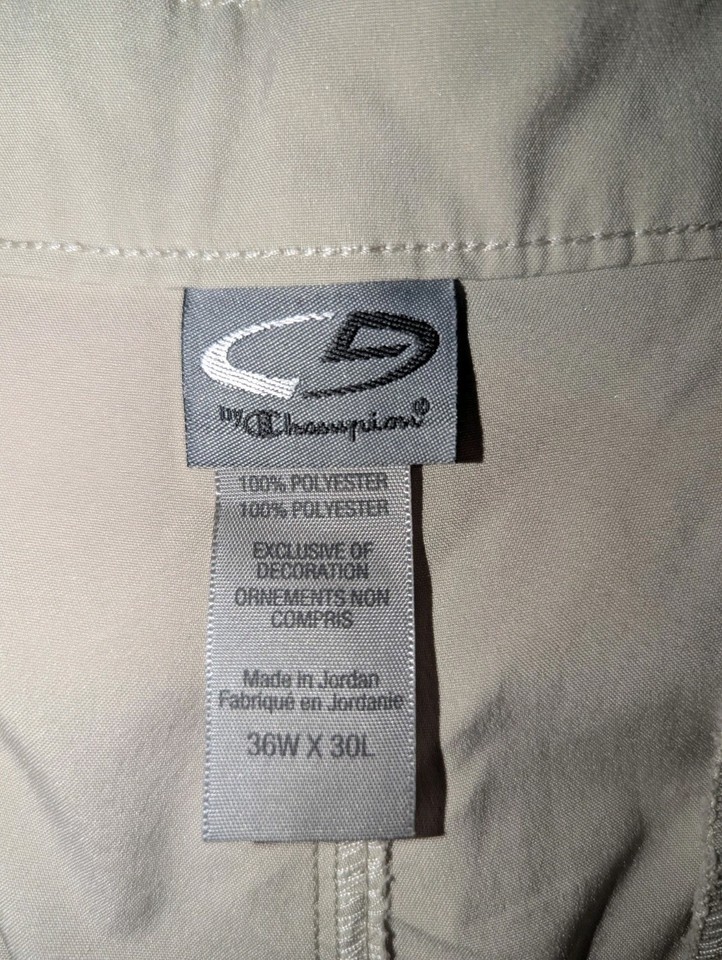 by Champion®
100% POLYESTER
100% POLYESTER
EXCLUSIVE OF
DECORATION
ORNEMENTS NON
COMPRIS
Made in Jordan
Fabriqué en Jordanie
36W X 30L